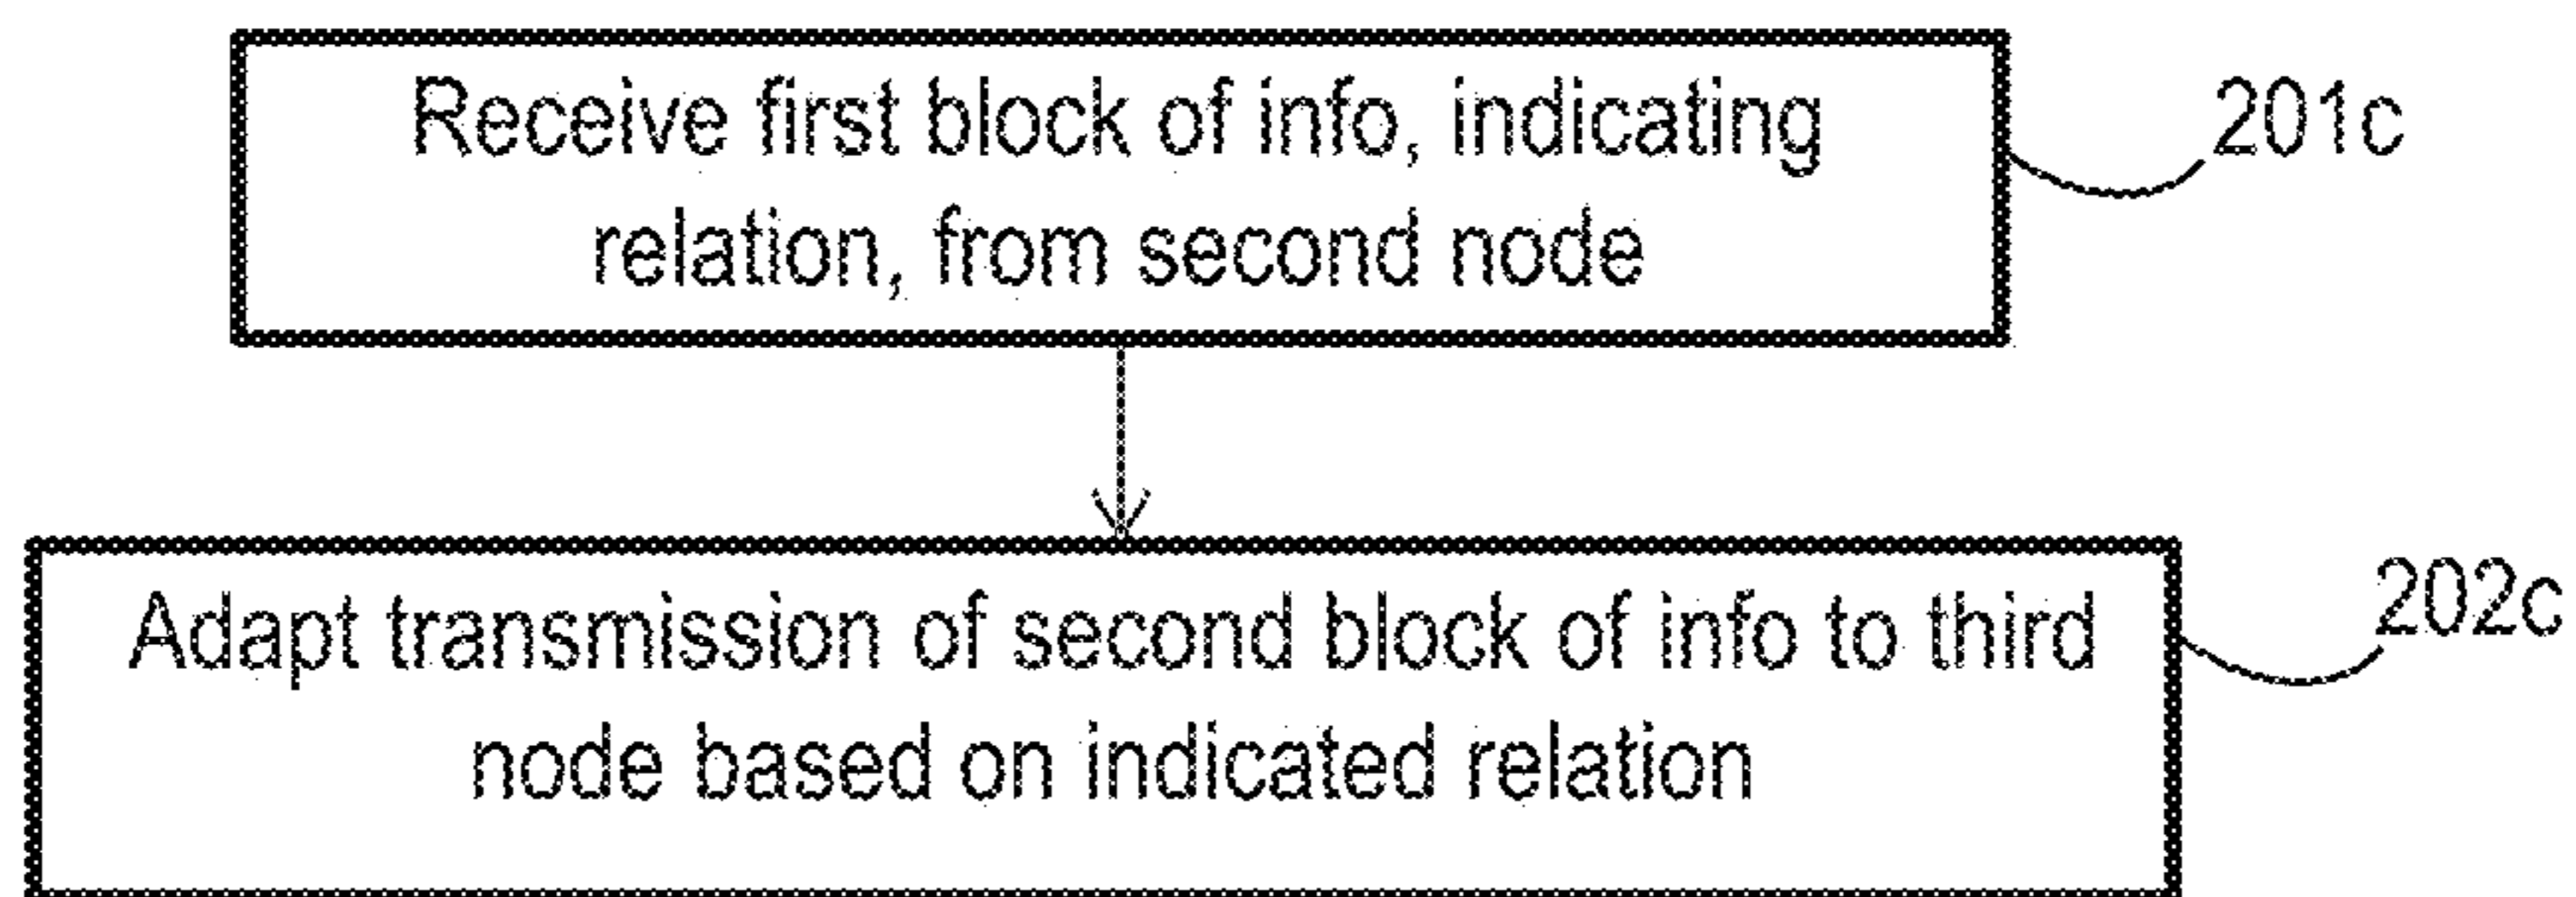 Receive first block of info, indicating
relation, from second node
201c
Adapt transmission of second block of info to third
node based on indicated relation
202c